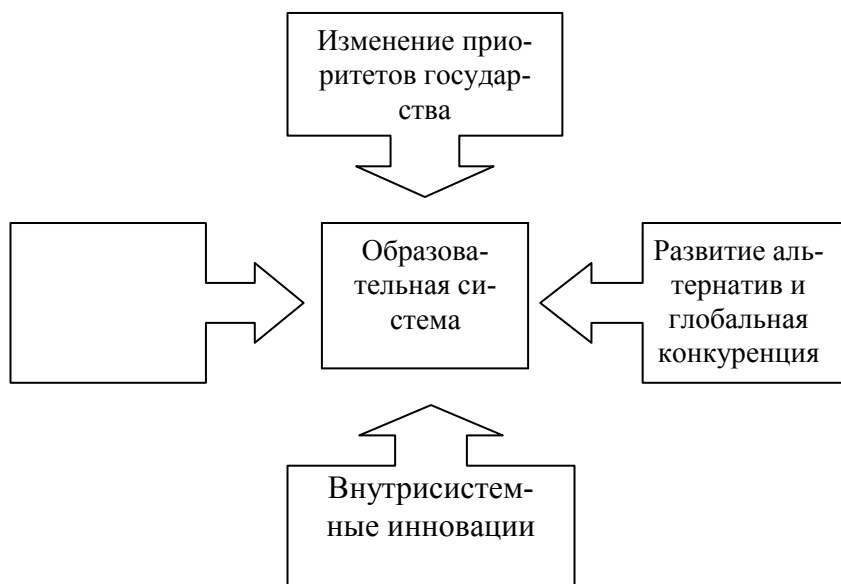 Изменение прио-
ритетов государ-
ства
Образова-
тельная си-
стема
Развитие аль-
тернатив и
глобальная
конкуренция
Внутрисистем-
ные инновации